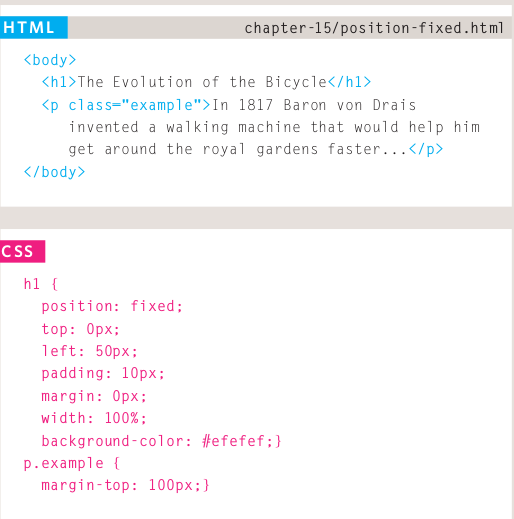 HTML chapter-15/position-fixed.html
<body>
<h1>The Evolution of the Bicycle</h1>
<p class="example">In 1817 Baron von Drais
invented a walking machine that would help him
get around the royal gardens faster...</p>
</body>
CSS
h1 {
position: fixed;
top: 0px;
left: 50px;
padding: 10px;
margin: 0px;
width: 100%;
background-color: #efefef;}
p.example {
margin-top: 100px;}